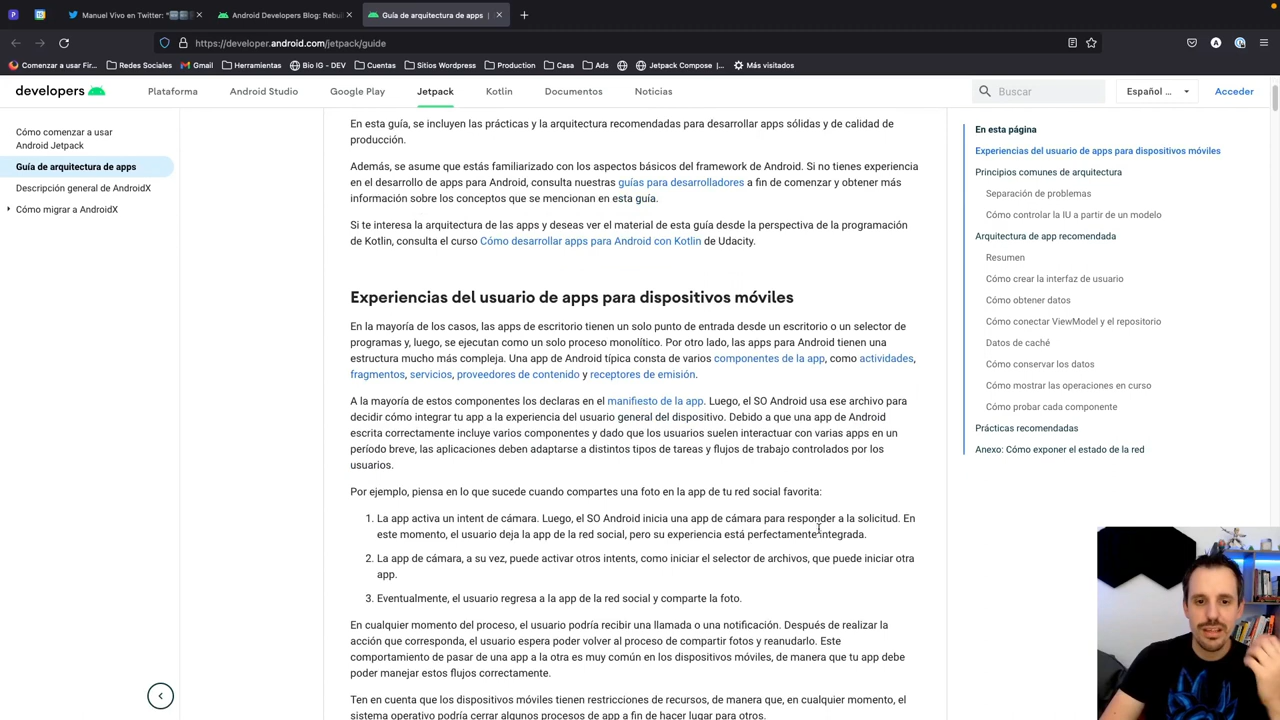 Manuel Vivo en Twitter: "
Android Developers Blog: Rebui
Guía de arquitectura de apps |
https://developer.android.com/jetpack/guide
Comenzar a usar Fir...
Redes Sociales
Gmail
Herramientas
Bio IG - DEV
Cuentas
Sitios Wordpress
Production
Casa
Ads
Jetpack Compose |...
Más visitados
developers
Plataforma
Android Studio
Google Play
Jetpack
Kotlin
Documentos
Noticias
Buscar
Español ...
Acceder
Cómo comenzar a usar
Android Jetpack
Guía de arquitectura de apps
Descripción general de AndroidX
Cómo migrar a AndroidX
En esta guía, se incluyen las prácticas y la arquitectura recomendadas para desarrollar apps sólidas y de calidad de
producción.
Además, se asume que estás familiarizado con los aspectos básicos del framework de Android. Si no tienes experiencia
en el desarrollo de apps para Android, consulta nuestras guías para desarrolladores a fin de comenzar y obtener más
información sobre los conceptos que se mencionan en esta guía.
Si te interesa la arquitectura de las apps y deseas ver el material de esta guía desde la perspectiva de la programación
de Kotlin, consulta el curso Cómo desarrollar apps para Android con Kotlin de Udacity.
Experiencias del usuario de apps para dispositivos móviles
En la mayoría de los casos, las apps de escritorio tienen un solo punto de entrada desde un escritorio o un selector de
programas y, luego, se ejecutan como un solo proceso monolítico. Por otro lado, las apps para Android tienen una
estructura mucho más compleja. Una app de Android típica consta de varios componentes de la app, como actividades,
fragmentos, servicios, proveedores de contenido y receptores de emisión.
A la mayoría de estos componentes los declaras en el manifiesto de la app. Luego, el SO Android usa ese archivo para
decidir cómo integrar tu app a la experiencia del usuario general del dispositivo. Debido a que una app de Android
escrita correctamente incluye varios componentes y dado que los usuarios suelen interactuar con varias apps en un
período breve, las aplicaciones deben adaptarse a distintos tipos de tareas y flujos de trabajo controlados por los
usuarios.
Por ejemplo, piensa en lo que sucede cuando compartes una foto en la app de tu red social favorita:
1. La app activa un intent de cámara. Luego, el SO Android inicia una app de cámara para responder a la solicitud. En
este momento, el usuario deja la app de la red social, pero su experiencia está perfectamente integrada.
2. La app de cámara, a su vez, puede activar otros intents, como iniciar el selector de archivos, que puede iniciar otra
app.
3. Eventualmente, el usuario regresa a la app de la red social y comparte la foto.
En cualquier momento del proceso, el usuario podría recibir una llamada o una notificación. Después de realizar la
acción que corresponda, el usuario espera poder volver al proceso de compartir fotos y reanudarlo. Este
comportamiento de pasar de una app a la otra es muy común en los dispositivos móviles, de manera que tu app debe
poder manejar estos flujos correctamente.
Ten en cuenta que los dispositivos móviles tienen restricciones de recursos, de manera que, en cualquier momento, el
sistema operativo podría cerrar algunos procesos de app a fin de hacer lugar para otros.
En esta página
Experiencias del usuario de apps para dispositivos móviles
Principios comunes de arquitectura
Separación de problemas
Cómo controlar la IU a partir de un modelo
Arquitectura de app recomendada
Resumen
Cómo crear la interfaz de usuario
Cómo obtener datos
Cómo conectar ViewModel y el repositorio
Datos de caché
Cómo conservar los datos
Cómo mostrar las operaciones en curso
Cómo probar cada componente
Prácticas recomendadas
Anexo: Cómo exponer el estado de la red